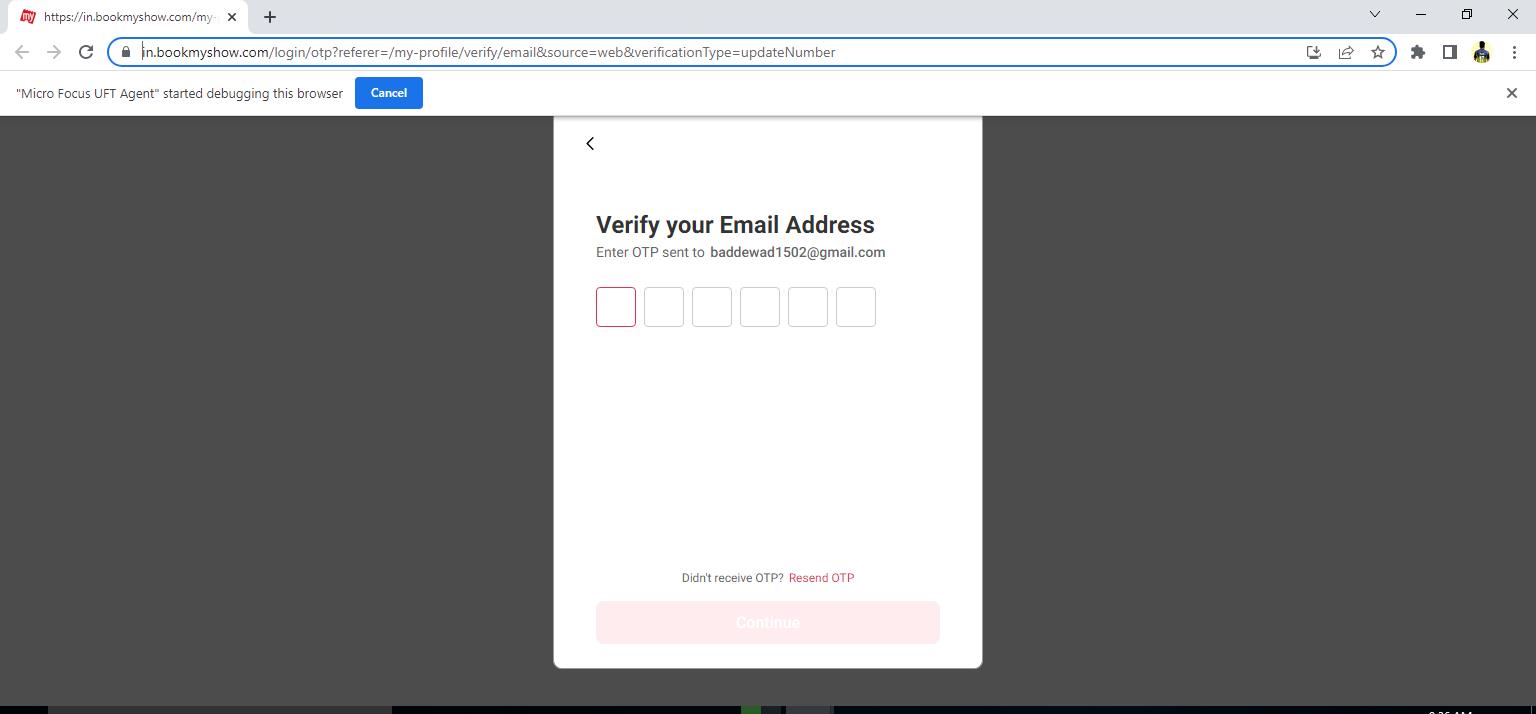 my https://in.bookmyshow.com/my-
in.bookmyshow.com/login/otp?referer=/my-profile/verify/email&source=web&verificationType=updateNumber
"Micro Focus UFT Agent" started debugging this browser Cancel
Verify your Email Address
Enter OTP sent to baddewad1502@gmail.com
Didn't receive OTP? Resend OTP
Continue